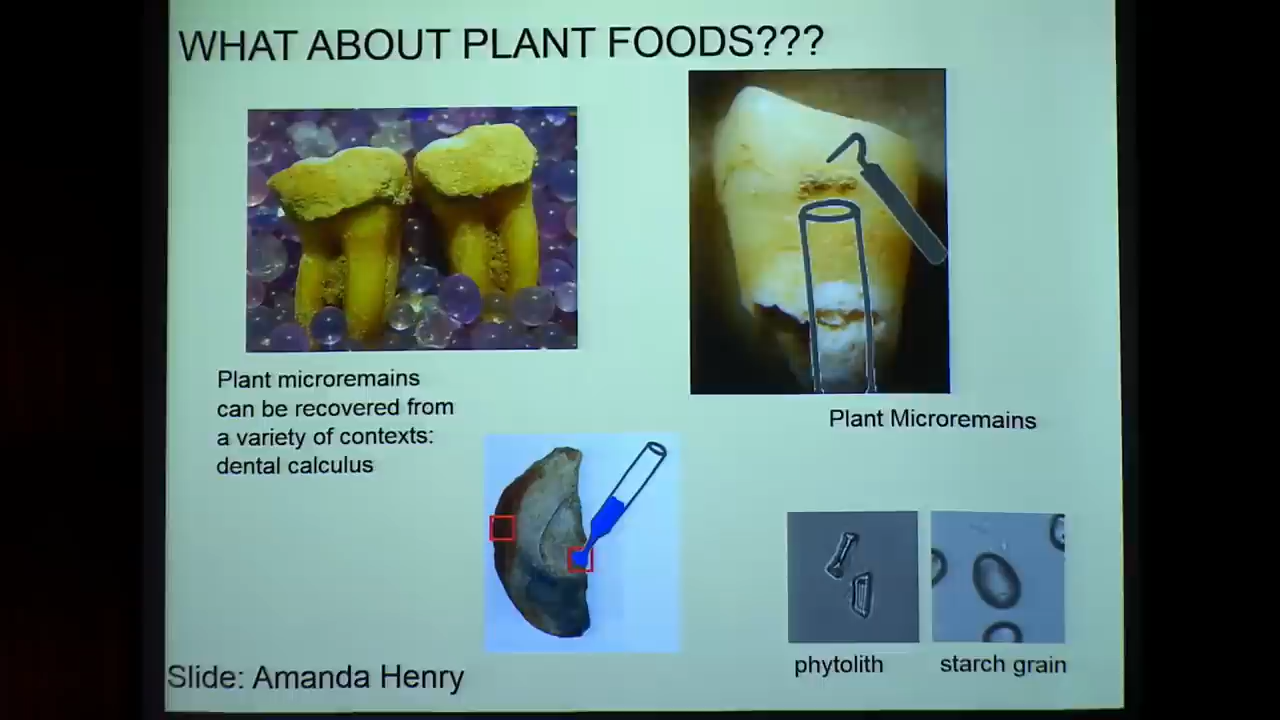 WHAT ABOUT PLANT FOODS???
Plant microremains
can be recovered from
a variety of contexts:
dental calculus
Plant Microremains
phytolith
starch grain
Slide: Amanda Henry